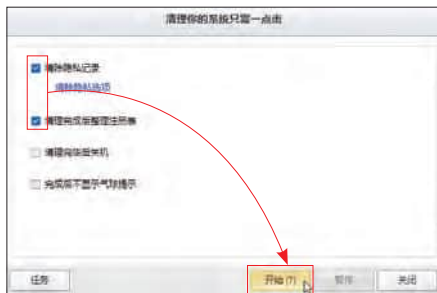 清理你的系统只需一点击
清除隐私记录
清除隐私选项
清理完成后整理注册表
清理完毕后关机
完成后不显示气球提示
任务
开始(7)
暂停
关闭